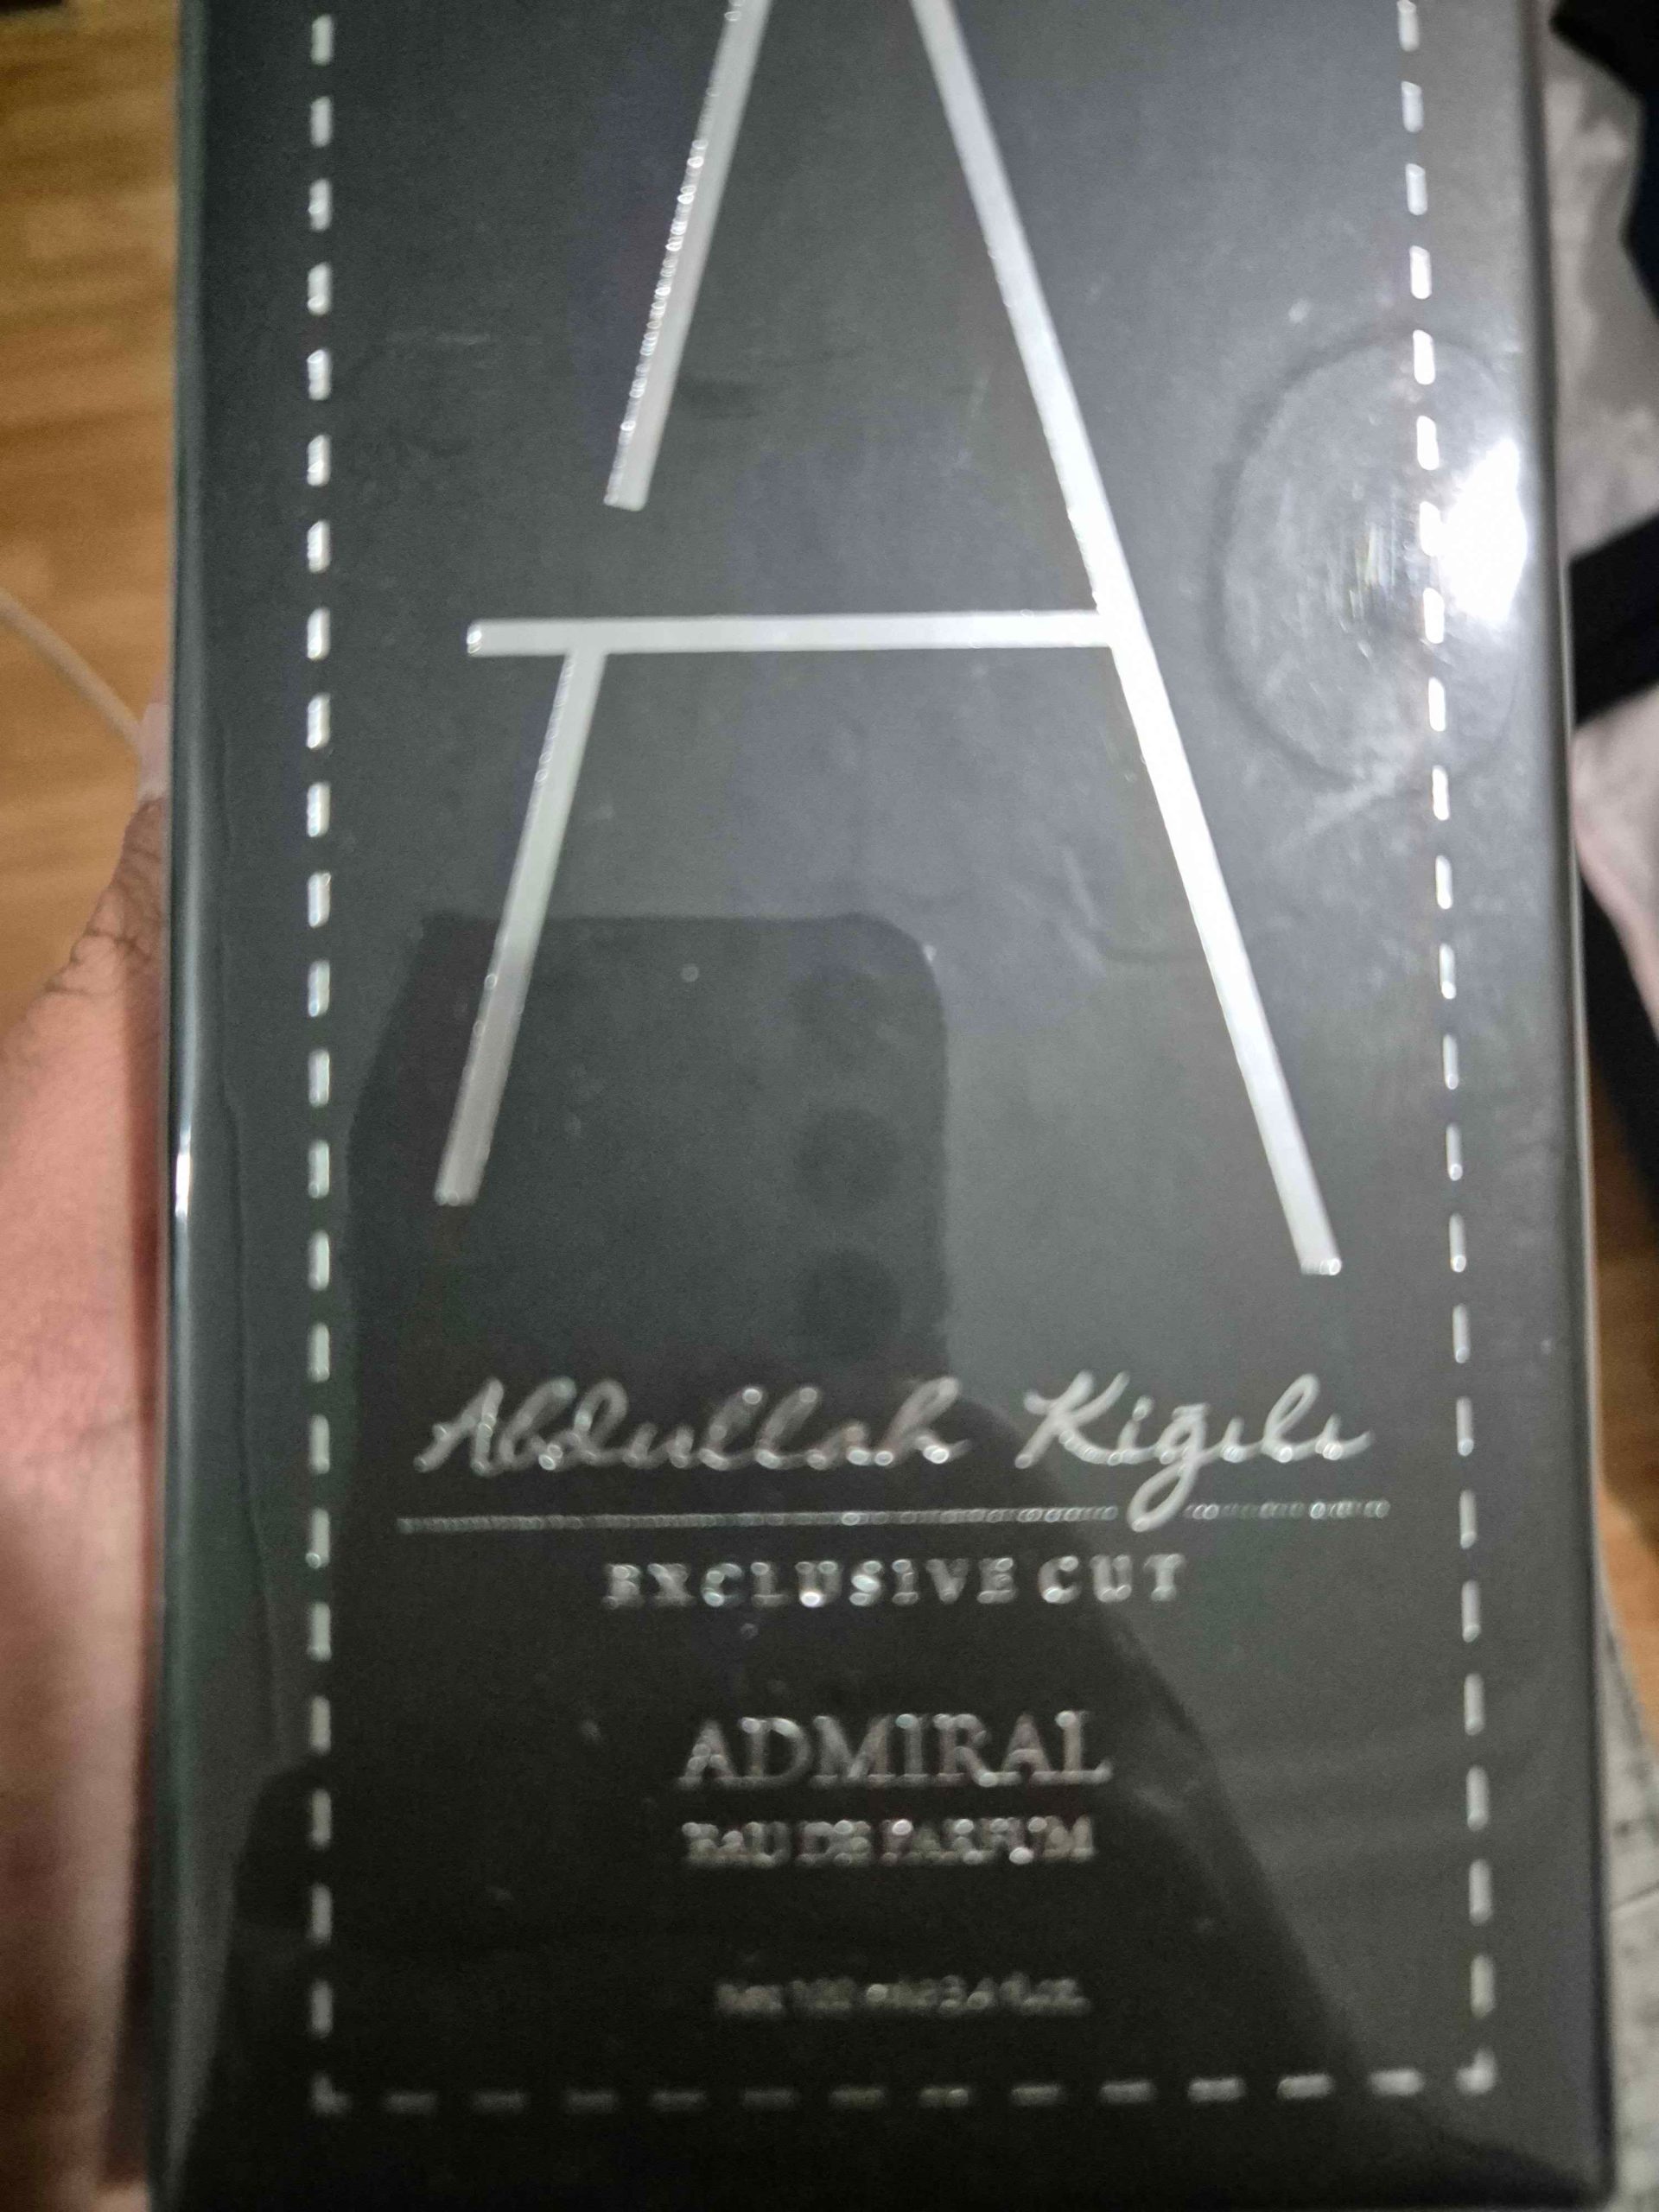 A
Abdullah Kiğılı
EXCLUSIVE CUT
ADMIRAL
EAU DE PARFUM